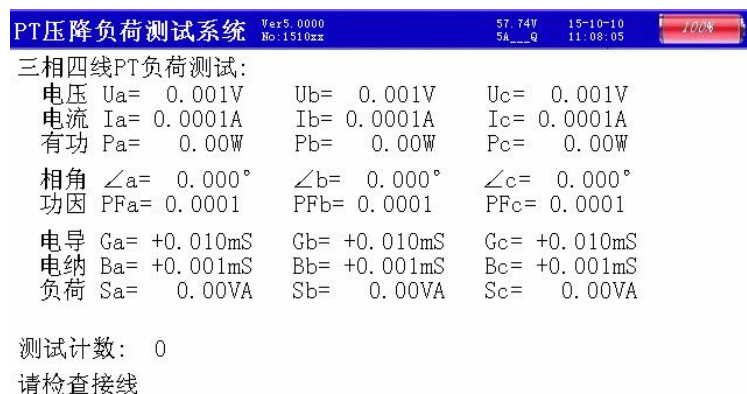 PT压降负荷测试系统 Ver5.0000 57.74V 15-10-10 100%
No:1510xx 5A___Q 11:08:05
三相四线PT负荷测试:
电压 Ua= 0.001V Ub= 0.001V Uc= 0.001V
电流 Ia= 0.0001A Ib= 0.0001A Ic= 0.0001A
有功 Pa= 0.00W Pb= 0.00W Pc= 0.00W
相角 ∠a= 0.000° ∠b= 0.000° ∠c= 0.000°
功因 PFa= 0.0001 PFb= 0.0001 PFc= 0.0001
电导 Ga= +0.010mS Gb= +0.010mS Gc= +0.010mS
电纳 Ba= +0.001mS Bb= +0.001mS Bc= +0.001mS
负荷 Sa= 0.00VA Sb= 0.00VA Sc= 0.00VA
测试计数: 0
请检查接线